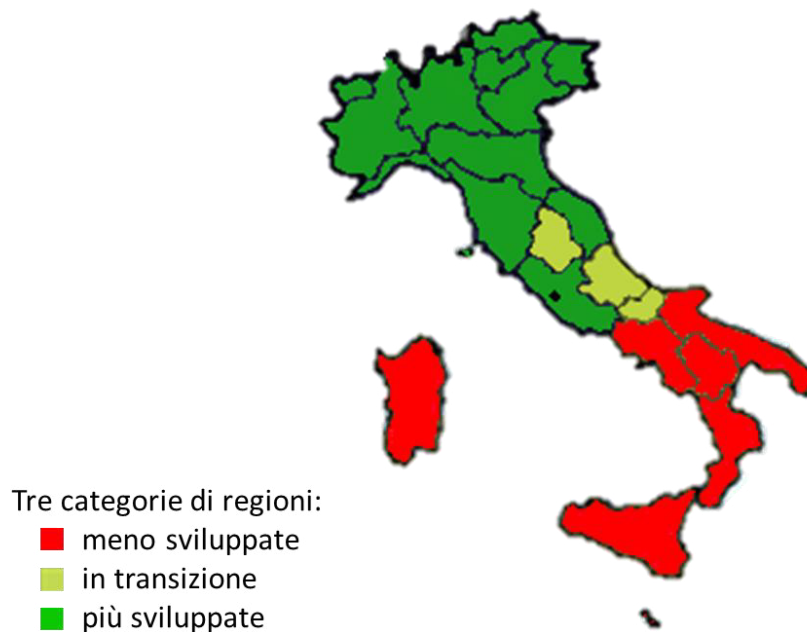 Tre categorie di regioni:
meno sviluppate
in transizione
più sviluppate